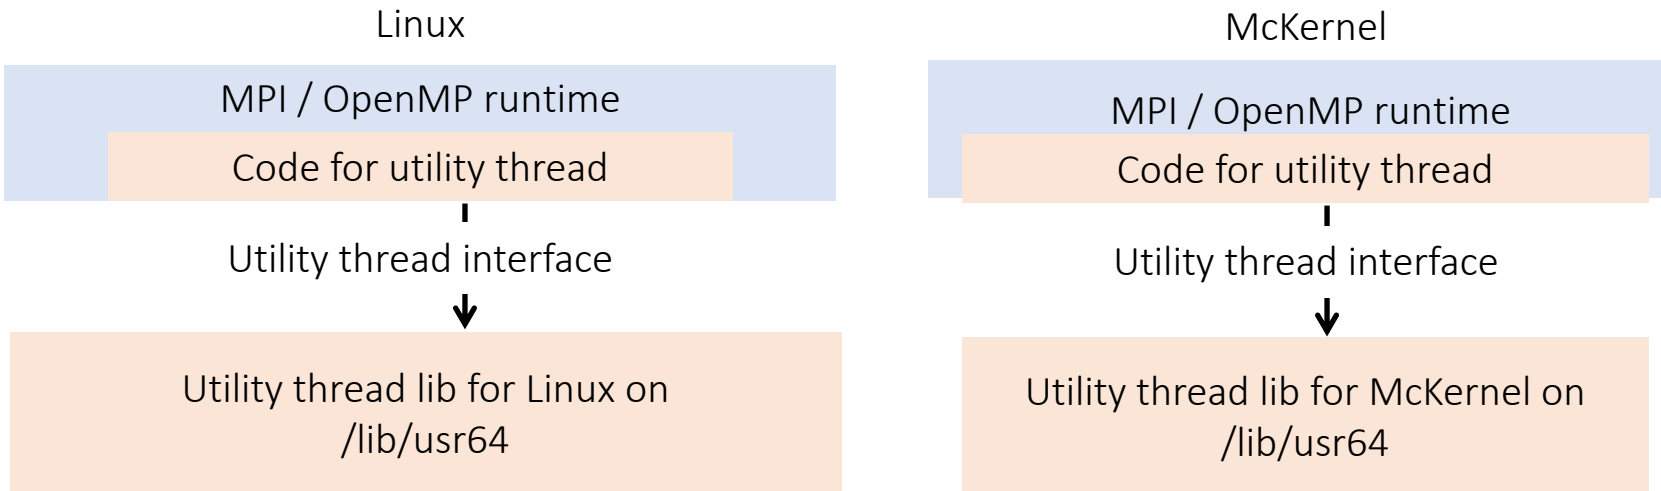 Linux
MPI / OpenMP runtime
Code for utility thread
Utility thread interface
Utility thread lib for Linux on
/lib/usr64
McKernel
MPI / OpenMP runtime
Code for utility thread
Utility thread interface
Utility thread lib for McKernel on
/lib/usr64